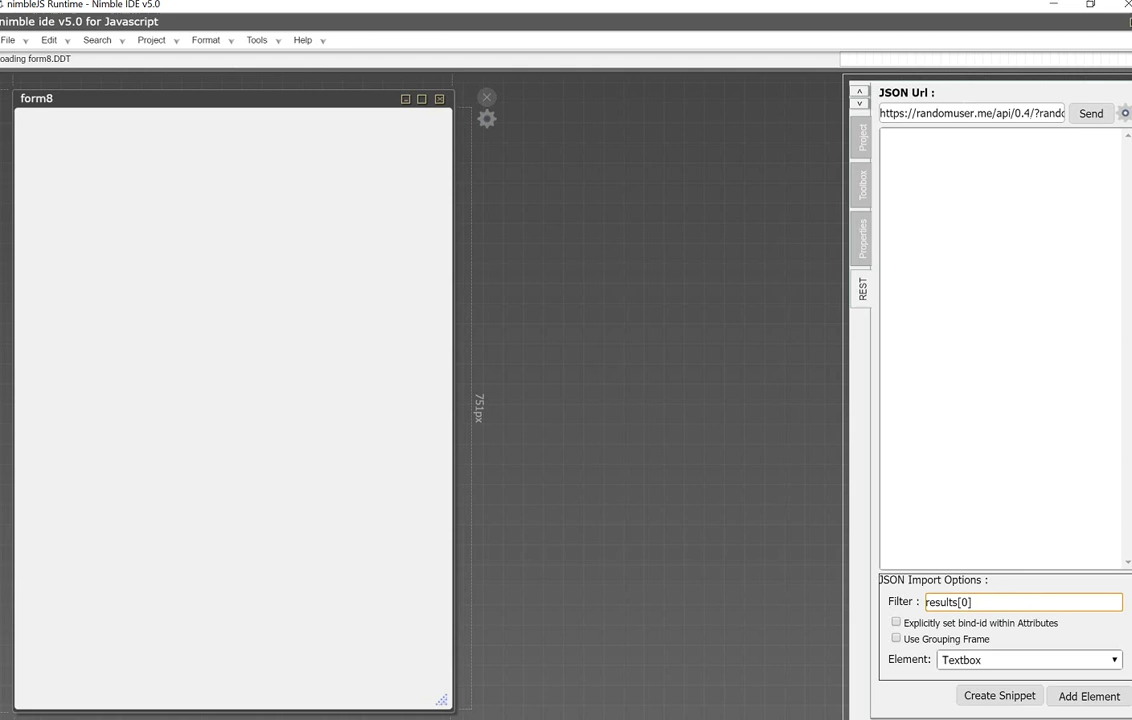 nimbleJS Runtime - Nimble IDE v5.0
nimble ide v5.0 for Javascript
File Edit Search Project Format Tools Help
oading form8.DDT
form8
751px
Project
Toolbox
Properties
REST
JSON Url :
https://randomuser.me/api/0.4/?rando
Send
JSON Import Options :
Filter : results[0]
Explicitly set bind-id within Attributes
Use Grouping Frame
Element: Textbox
Create Snippet Add Element